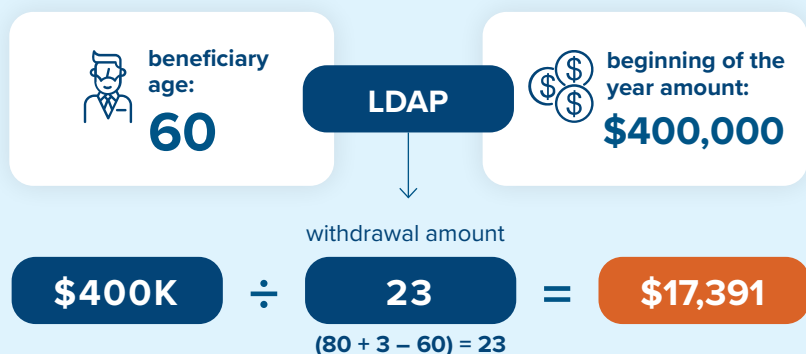 beneficiary
age:
60
LDAP
beginning of the
year amount:
$400,000
withdrawal amount
$400K ÷ 23 = $17,391
(80 + 3 – 60) = 23